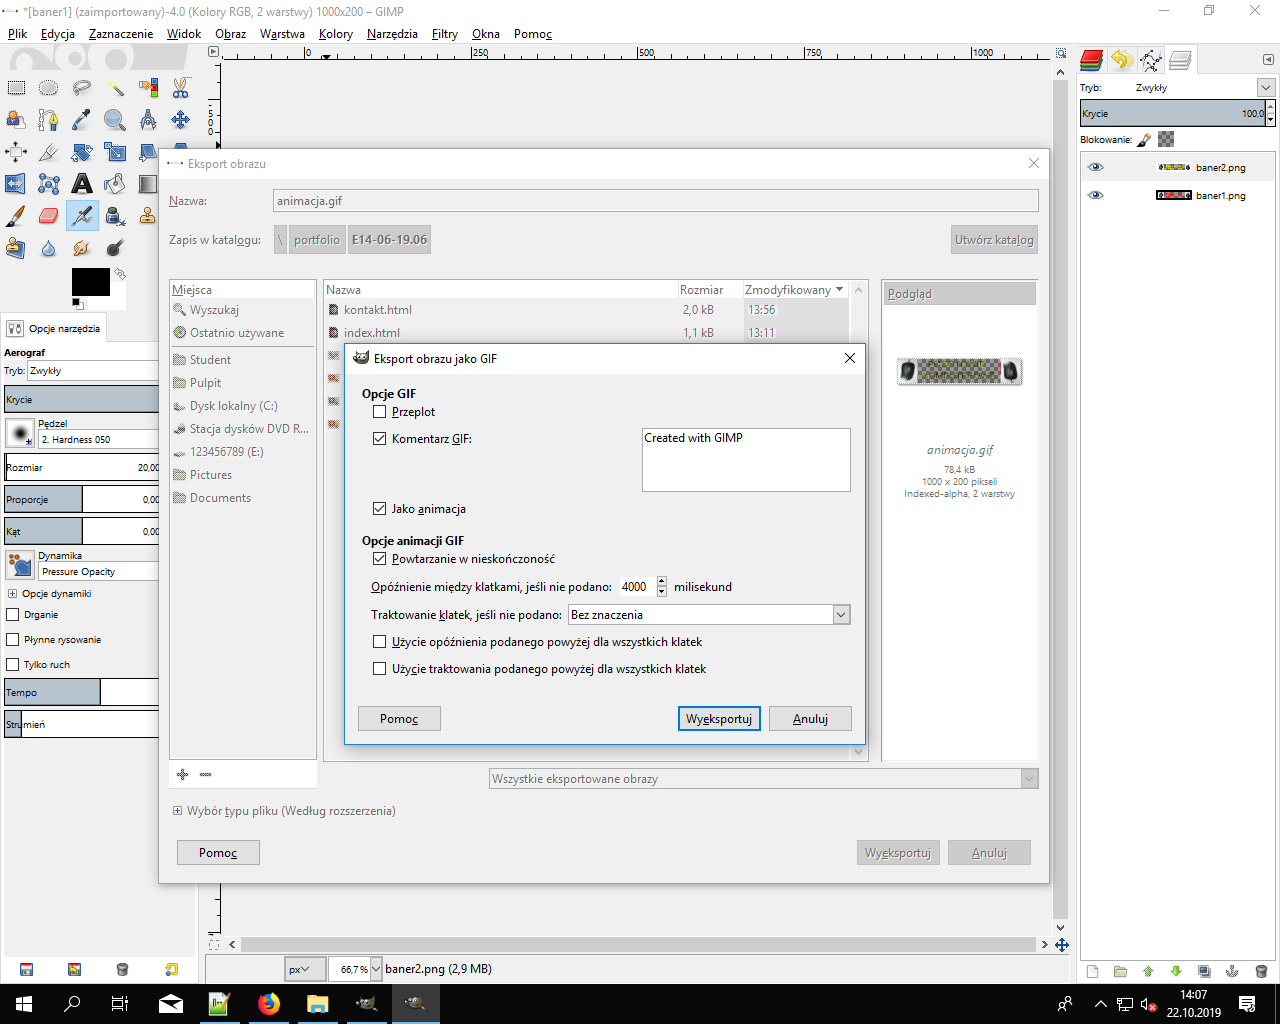 *[baner1] (zaimportowany)-4.0 (Kolory RGB, 2 warstwy) 1000x200 – GIMP
Plik Edycja Zaznaczenie Widok Obraz Warstwa Kolory Narzędzia Filtry Okna Pomoc
0 250 500 750 1000
Tryb: Zwykły
Krycie 100,0
Blokowanie:
baner2.png
baner1.png
Opcje narzędzia
Aerograf
Tryb: Zwykły
Krycie
Pędzel
2. Hardness 050
Rozmiar 20,00
Proporcje 0,00
Kąt 0,00
Dynamika
Pressure Opacity
Opcje dynamiki
Drganie
Płynne rysowanie
Tylko ruch
Tempo
Strumień
Eksport obrazu
Nazwa: animacja.gif
Zapis w katalogu: \ portfolio E14-06-19.06 Utwórz katalog
Miejsca
Wyszukaj
Ostatnio używane
Student
Pulpit
Dysk lokalny (C:)
Stacja dysków DVD R...
123456789 (E:)
Pictures
Documents
Nazwa Rozmiar Zmodyfikowany
kontakt.html 2,0 kB 13:56
index.html 1,1 kB 13:11
Podgląd
animacja.gif
78,4 kB
1000 x 200 pikseli
Indexed-alpha, 2 warstwy
Eksport obrazu jako GIF
Opcje GIF
Przeplot
Komentarz GIF: Created with GIMP
Jako animacja
Opcje animacji GIF
Powtarzanie w nieskończoność
Opóźnienie między klatkami, jeśli nie podano: 4000 milisekund
Traktowanie klatek, jeśli nie podano: Bez znaczenia
Użycie opóźnienia podanego powyżej dla wszystkich klatek
Użycie traktowania podanego powyżej dla wszystkich klatek
Pomoc Wyeksportuj Anuluj
Wszystkie eksportowane obrazy
Wybór typu pliku (Według rozszerzenia)
Pomoc Wyeksportuj Anuluj
px 66,7 % baner2.png (2,9 MB)
14:07
22.10.2019